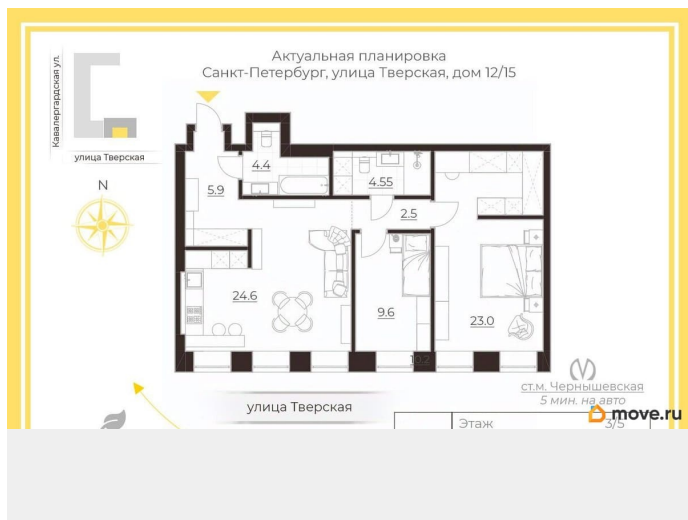 Актуальная планировка
Санкт-Петербург, улица Тверская, дом 12/15
Кавалергардская ул.
улица Тверская
N
4.4
4.55
5.9
2.5
24.6
9.6
23.0
улица Тверская
ст.м. Чернышевская
5 мин. на авто
move.ru
Этаж 3/5